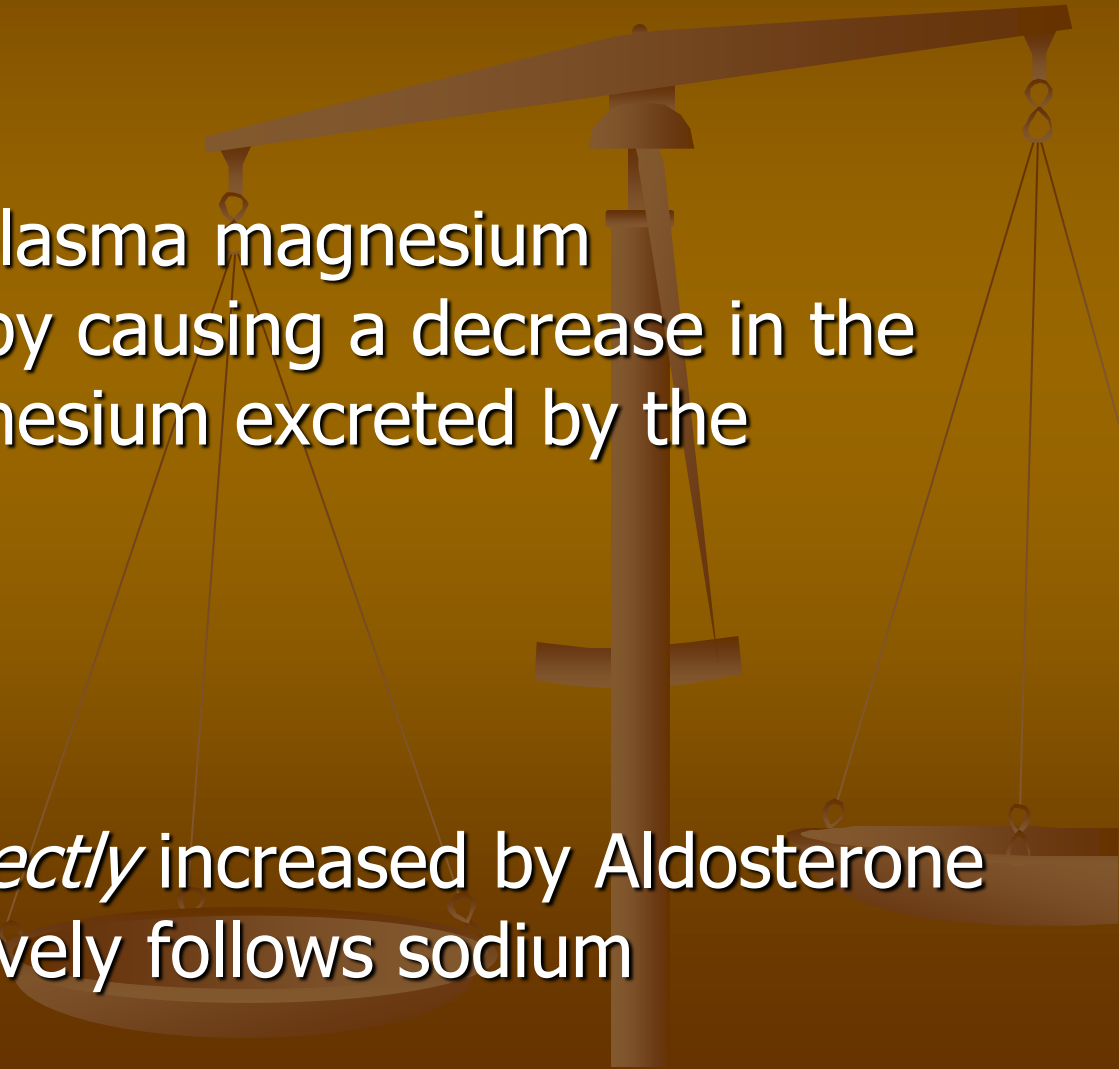 lasma magnesium
by causing a decrease in the
nesium excreted by the
ectly increased by Aldosterone
vely follows sodium